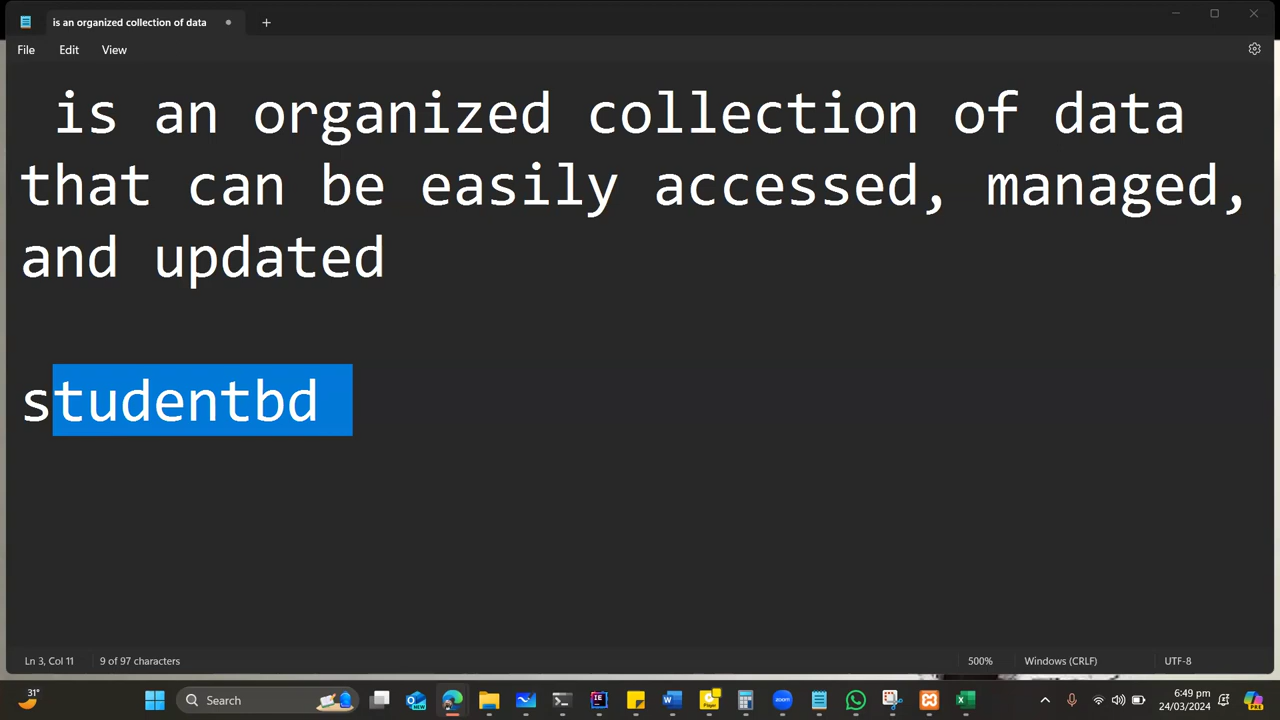 is an organized collection of data
File Edit View
is an organized collection of data
that can be easily accessed, managed,
and updated
studentbd
Ln 3, Col 11 9 of 97 characters 500% Windows (CRLF) UTF-8
31° Search 6:49 pm
24/03/2024